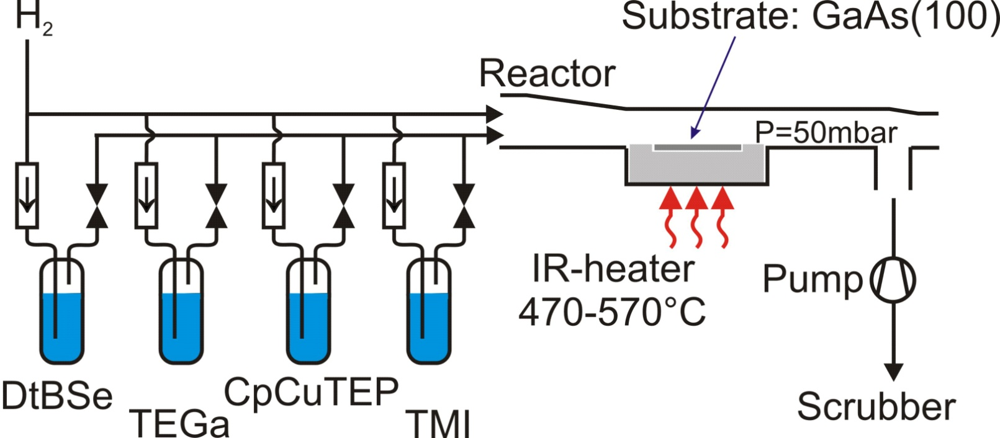 H₂
Substrate: GaAs(100)
Reactor
P=50mbar
IR-heater
470-570°C
Pump
DtBSe
TEGa
CpCuTEP
TMI
Scrubber